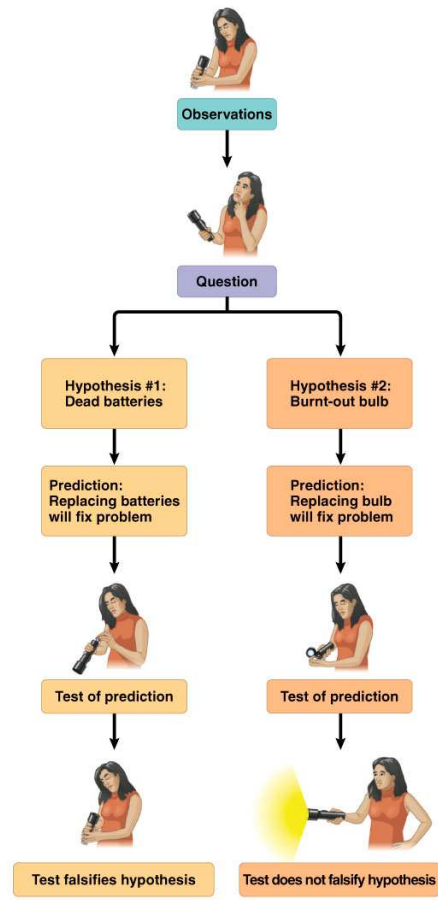 Observations
Question
Hypothesis #1:
Dead batteries
Hypothesis #2:
Burnt-out bulb
Prediction:
Replacing batteries
will fix problem
Prediction:
Replacing bulb
will fix problem
Test of prediction
Test of prediction
Test falsifies hypothesis
Test does not falsify hypothesis